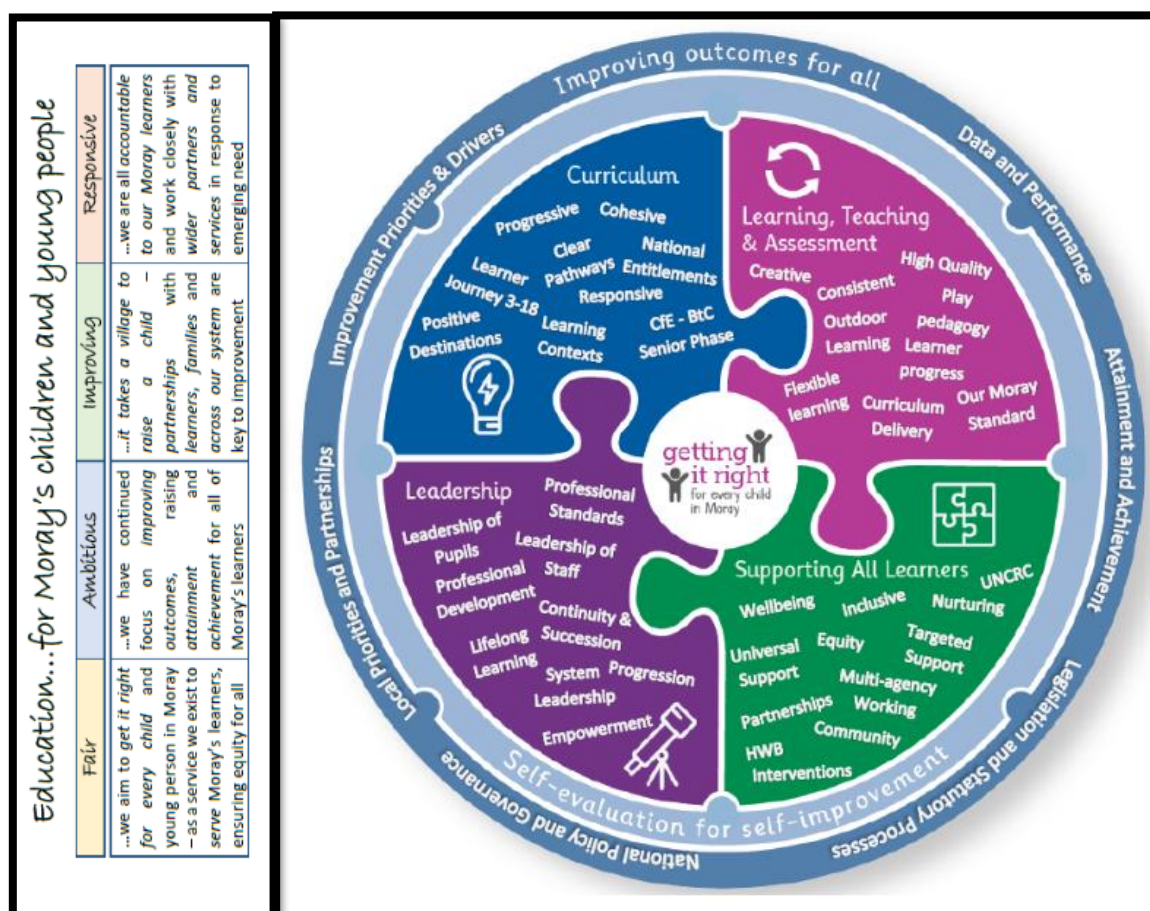 Education...for Moray's children and young people
Fair
...we aim to get it right
for every child and
young person in Moray
– as a service we exist to
serve Moray's learners,
ensuring equity for all
Ambitious
...we have continued
focus on improving
outcomes, raising
attainment and
achievement for all of
Moray's learners
Improving
...it takes a village to
raise a child –
partnerships with
learners, families and
across our system are
key to improvement
Responsive
...we are all accountable
to our Moray learners
and work closely with
wider partners and
services in response to
emerging need
Improving outcomes for all
Data and Performance
Attainment and Achievement
Legislation and Statutory Processes
National Policy and Governance
Local Priorities and Partnerships
Improvement Priorities & Drivers
Self-evaluation for self-improvement
Curriculum
Progressive
Cohesive
Clear
Pathways
National
Entitlements
Learner
Journey 3-18
Responsive
Positive
Destinations
Learning
Contexts
CfE - BtC
Senior Phase
Learning, Teaching
& Assessment
Creative
High Quality
Consistent
Play
pedagogy
Outdoor
Learning
Learner
progress
Flexible
learning
Curriculum
Delivery
Our Moray
Standard
getting
it right
for every child
in Moray
Leadership
Professional
Standards
Leadership of
Pupils
Leadership of
Staff
Professional
Development
Continuity &
Succession
Lifelong
Learning
System
Leadership
Progression
Empowerment
Supporting All Learners
UNCRC
Wellbeing
Inclusive
Nurturing
Universal
Support
Equity
Targeted
Support
Multi-agency
Working
Partnerships
Community
HWB
Interventions